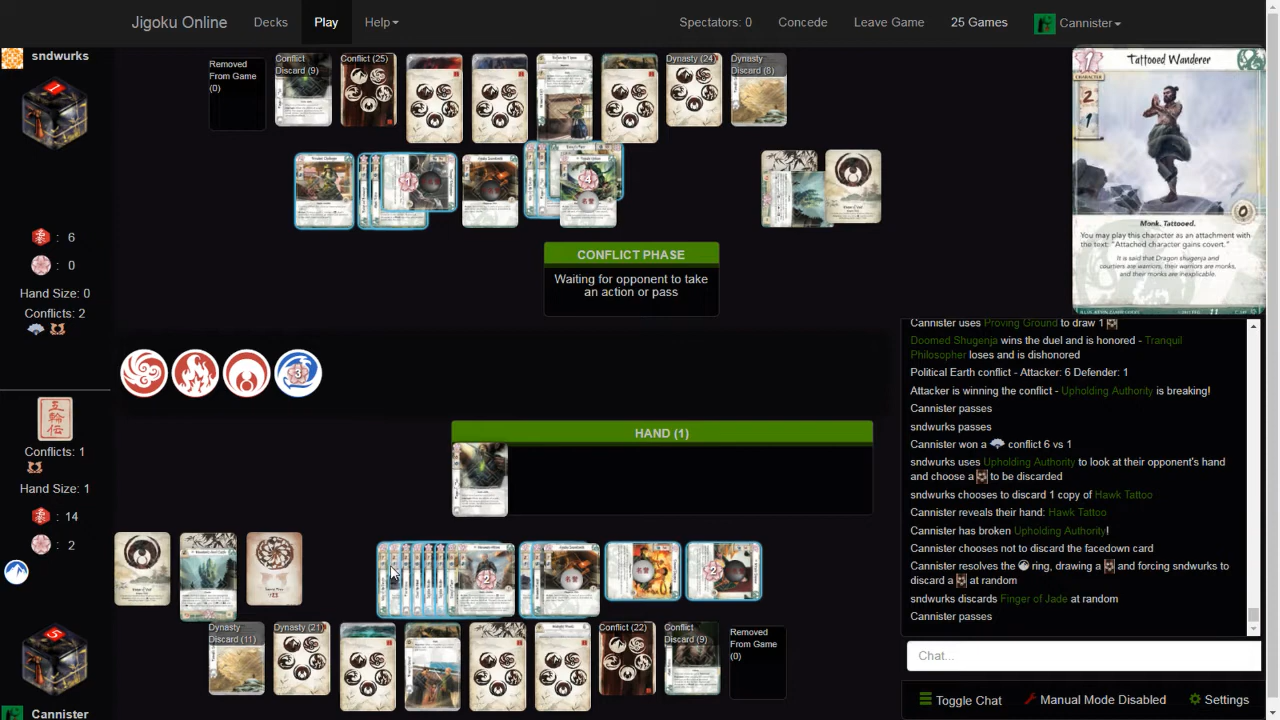 Jigoku Online
Decks
Play
Help
Spectators: 0
Concede
Leave Game
25 Games
Cannister
sndwurks
Removed
From Game
(0)
Conflict
Discard (9)
Conflict (25)
Dynasty (24)
Dynasty
Discard (8)
Tattooed Wanderer
CHARACTER
2
1
Monk. Tattooed.
You may play this character as an attachment with
the text: "Attached character gains covert."
It is said that Dragon shugenja and
courtiers are warriors, their warriors are monks,
and their monks are inexplicable.
: 6
: 0
Hand Size: 0
Conflicts: 2
CONFLICT PHASE
Waiting for opponent to take
an action or pass
3
Cannister uses Proving Ground to draw 1
Doomed Shugenja wins the duel and is honored - Tranquil
Philosopher loses and is dishonored
Political Earth conflict - Attacker: 6 Defender: 1
Attacker is winning the conflict - Upholding Authority is breaking!
Cannister passes
sndwurks passes
Cannister won a conflict 6 vs 1
sndwurks uses Upholding Authority to look at their opponent's hand
and choose a to be discarded
sndwurks chooses to discard 1 copy of Hawk Tattoo
Cannister reveals their hand: Hawk Tattoo
Cannister has broken Upholding Authority!
Cannister chooses not to discard the facedown card
Cannister resolves the ring, drawing a and forcing sndwurks to
discard a at random
sndwurks discards Finger of Jade at random
Cannister passes
HAND (1)
Conflicts: 1
Hand Size: 1
: 14
: 2
Dynasty
Discard (11)
Dynasty (21)
Conflict (22)
Conflict
Discard (9)
Removed
From Game
(0)
Chat...
Toggle Chat
Manual Mode Disabled
Settings
Cannister